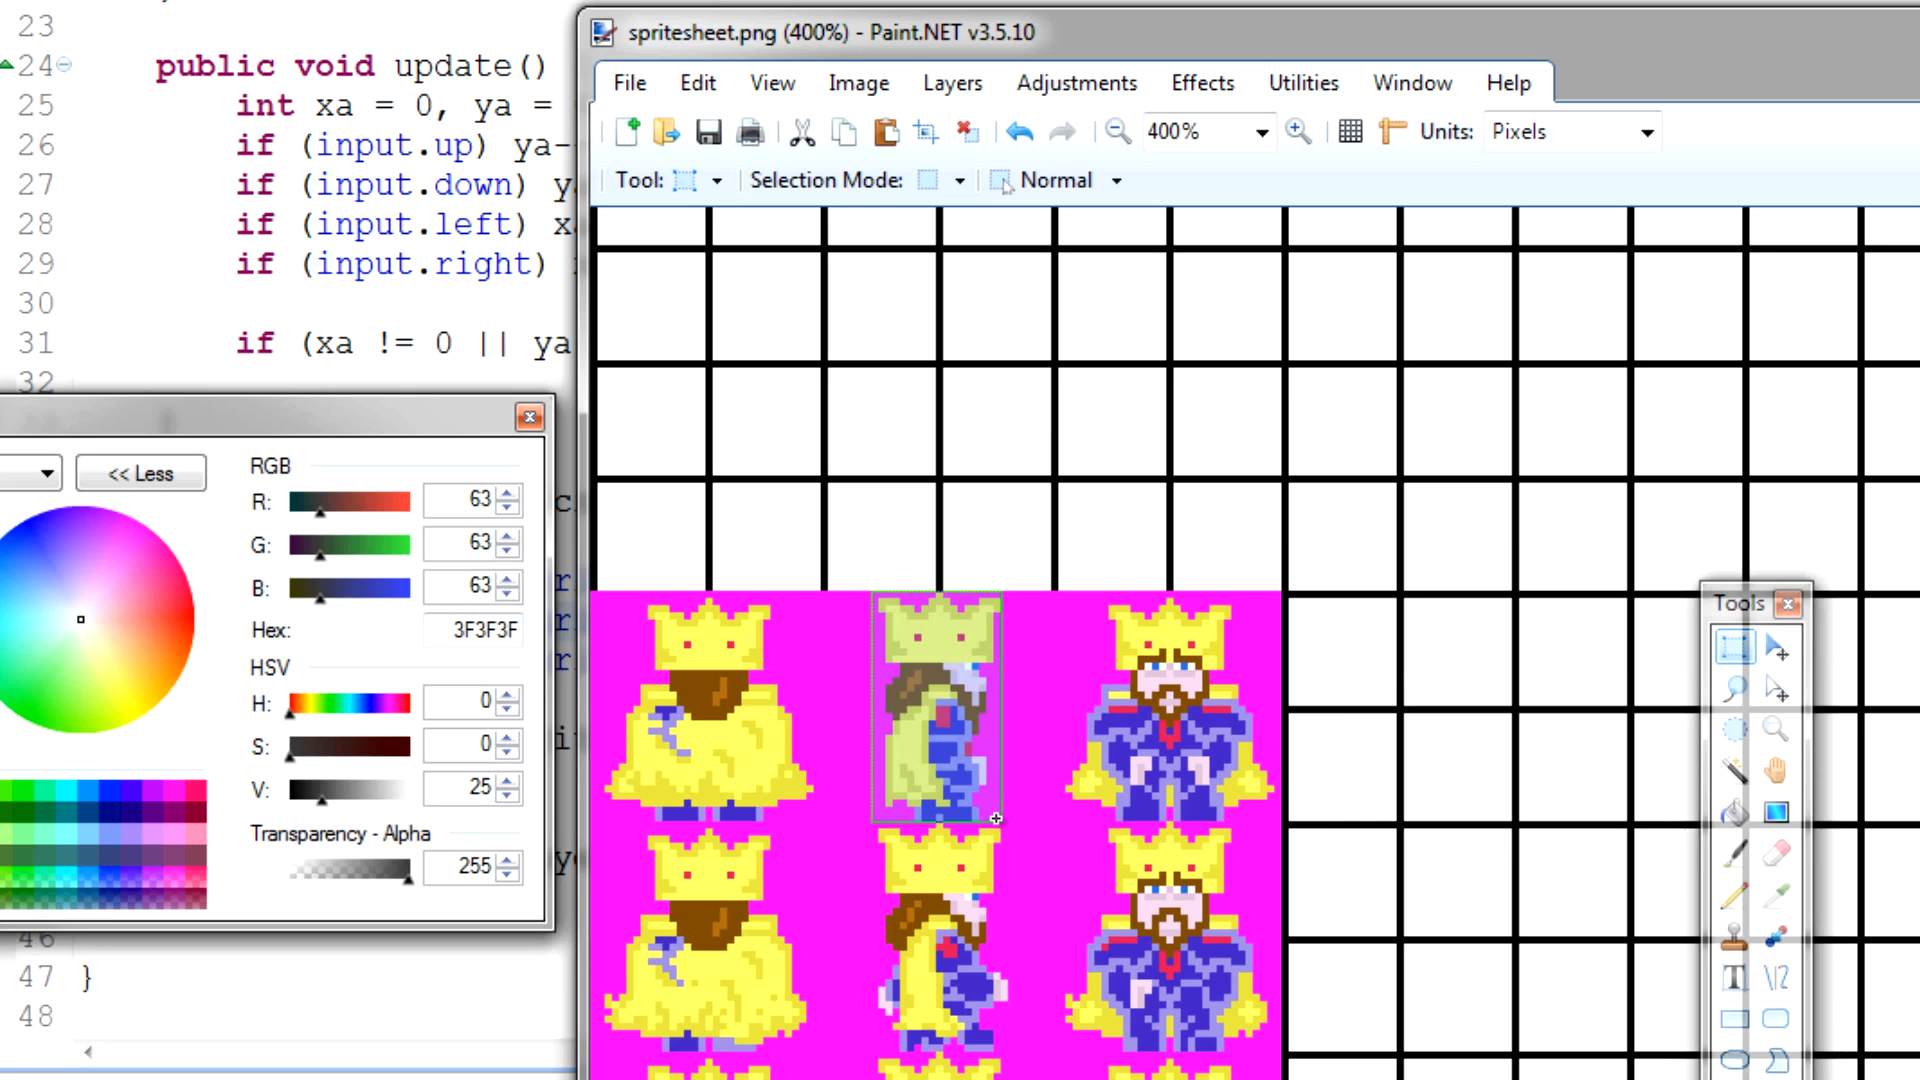 23
24 public void update()
25 int xa = 0, ya =
26 if (input.up) ya-
27 if (input.down) y
28 if (input.left) x
29 if (input.right)
30
31 if (xa != 0 || ya
32
46
47 }
48
spritesheet.png (400%) - Paint.NET v3.5.10
File Edit View Image Layers Adjustments Effects Utilities Window Help
400% Units: Pixels
Tool: Selection Mode: Normal
<< Less
RGB
R: 63
G: 63
B: 63
Hex: 3F3F3F
HSV
H: 0
S: 0
V: 25
Transparency - Alpha
255
Tools